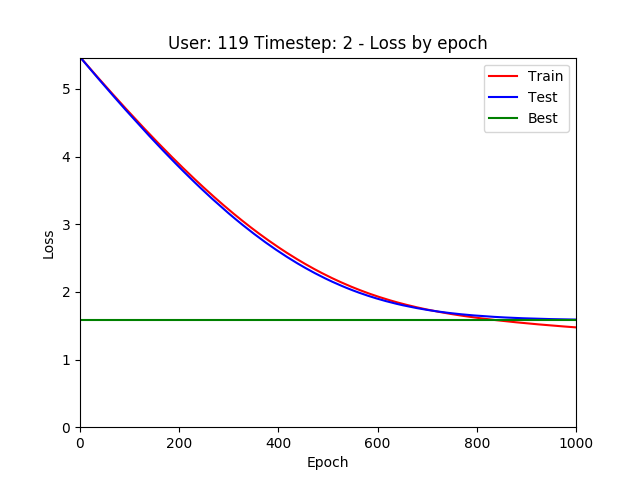 User: 119 Timestep: 2 - Loss by epoch
Train
Test
Best
5
4
3
2
1
0
Loss
0 200 400 600 800 1000
Epoch